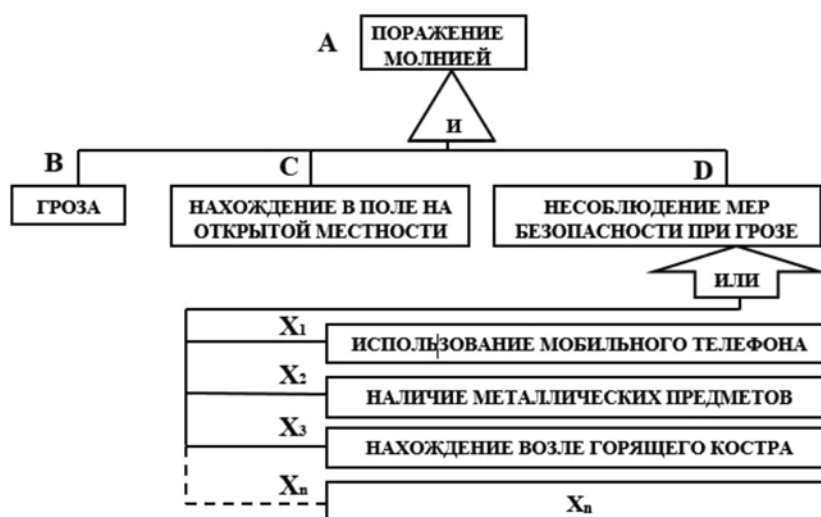 A
ПОРАЖЕНИЕ
МОЛНИЕЙ
И
B
C
D
ГРОЗА
НАХОЖДЕНИЕ В ПОЛЕ НА
ОТКРЫТОЙ МЕСТНОСТИ
НЕСОБЛЮДЕНИЕ МЕР
БЕЗОПАСНОСТИ ПРИ ГРОЗЕ
ИЛИ
X1
ИСПОЛЬЗОВАНИЕ МОБИЛЬНОГО ТЕЛЕФОНА
X2
НАЛИЧИЕ МЕТАЛЛИЧЕСКИХ ПРЕДМЕТОВ
X3
НАХОЖДЕНИЕ ВОЗЛЕ ГОРЯЩЕГО КОСТРА
Xn
Xn